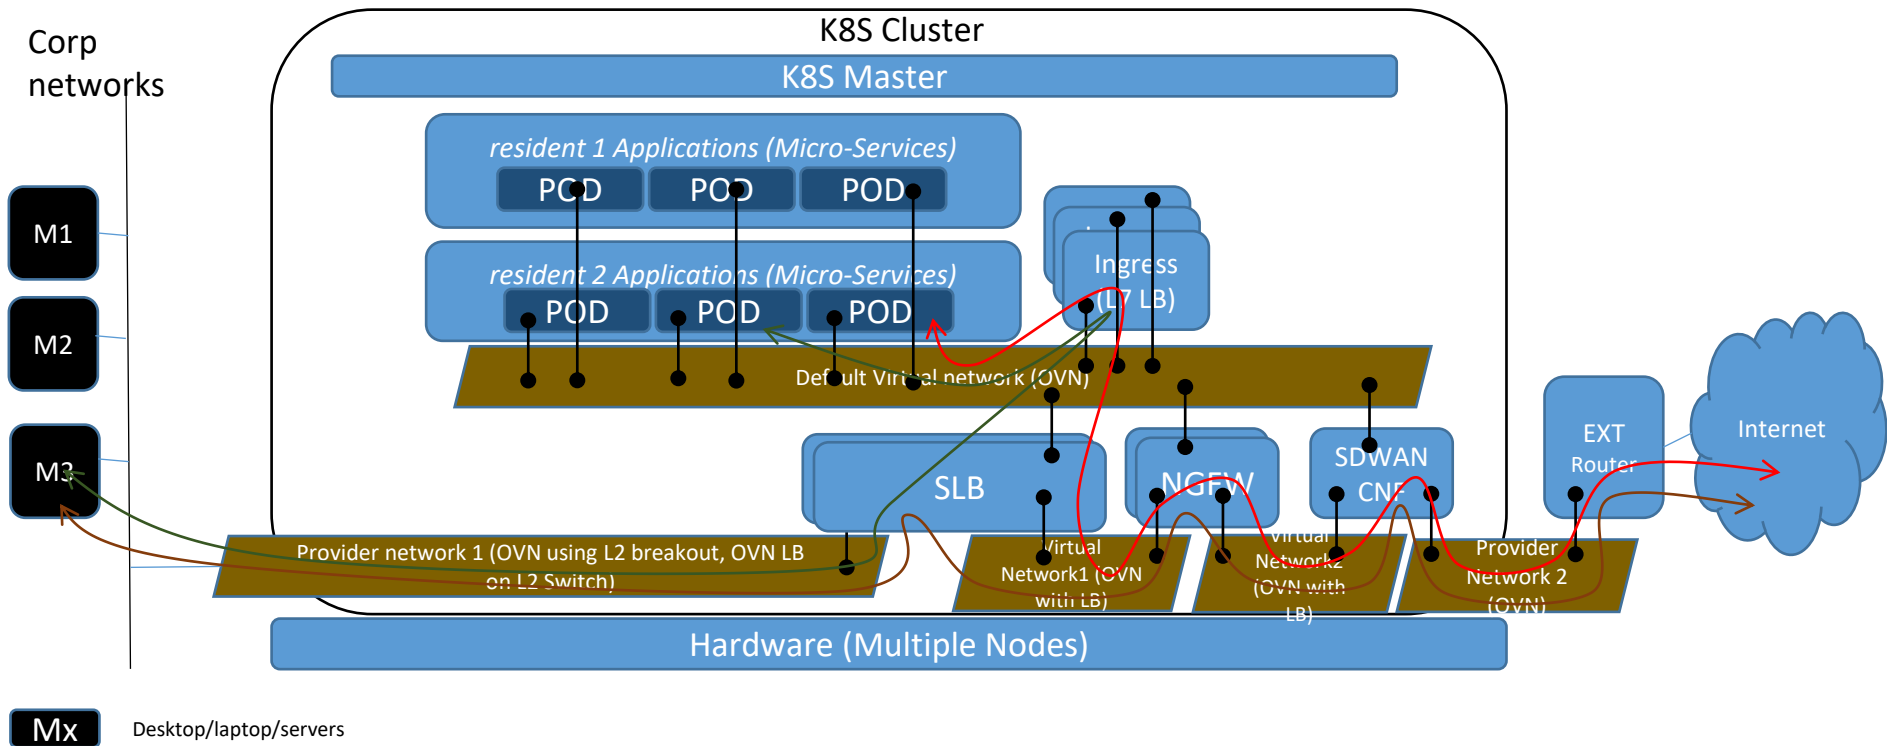 K8S Cluster
Corp
networks
K8S Master
resident 1 Applications (Micro-Services)
POD POD POD
M1
resident 2 Applications (Micro-Services)
POD POD POD
Ingress
(L7 LB)
M2
Default Virtual network (OVN)
M3
SLB
NGFW
SDWAN
CNF
EXT
Router
Internet
Provider network 1 (OVN using L2 breakout, OVN LB
on L2 Switch)
Virtual
Network1 (OVN
with LB)
Virtual
Network2
(OVN with
LB)
Provider
Network 2
(OVN)
Hardware (Multiple Nodes)
Mx
Desktop/laptop/servers